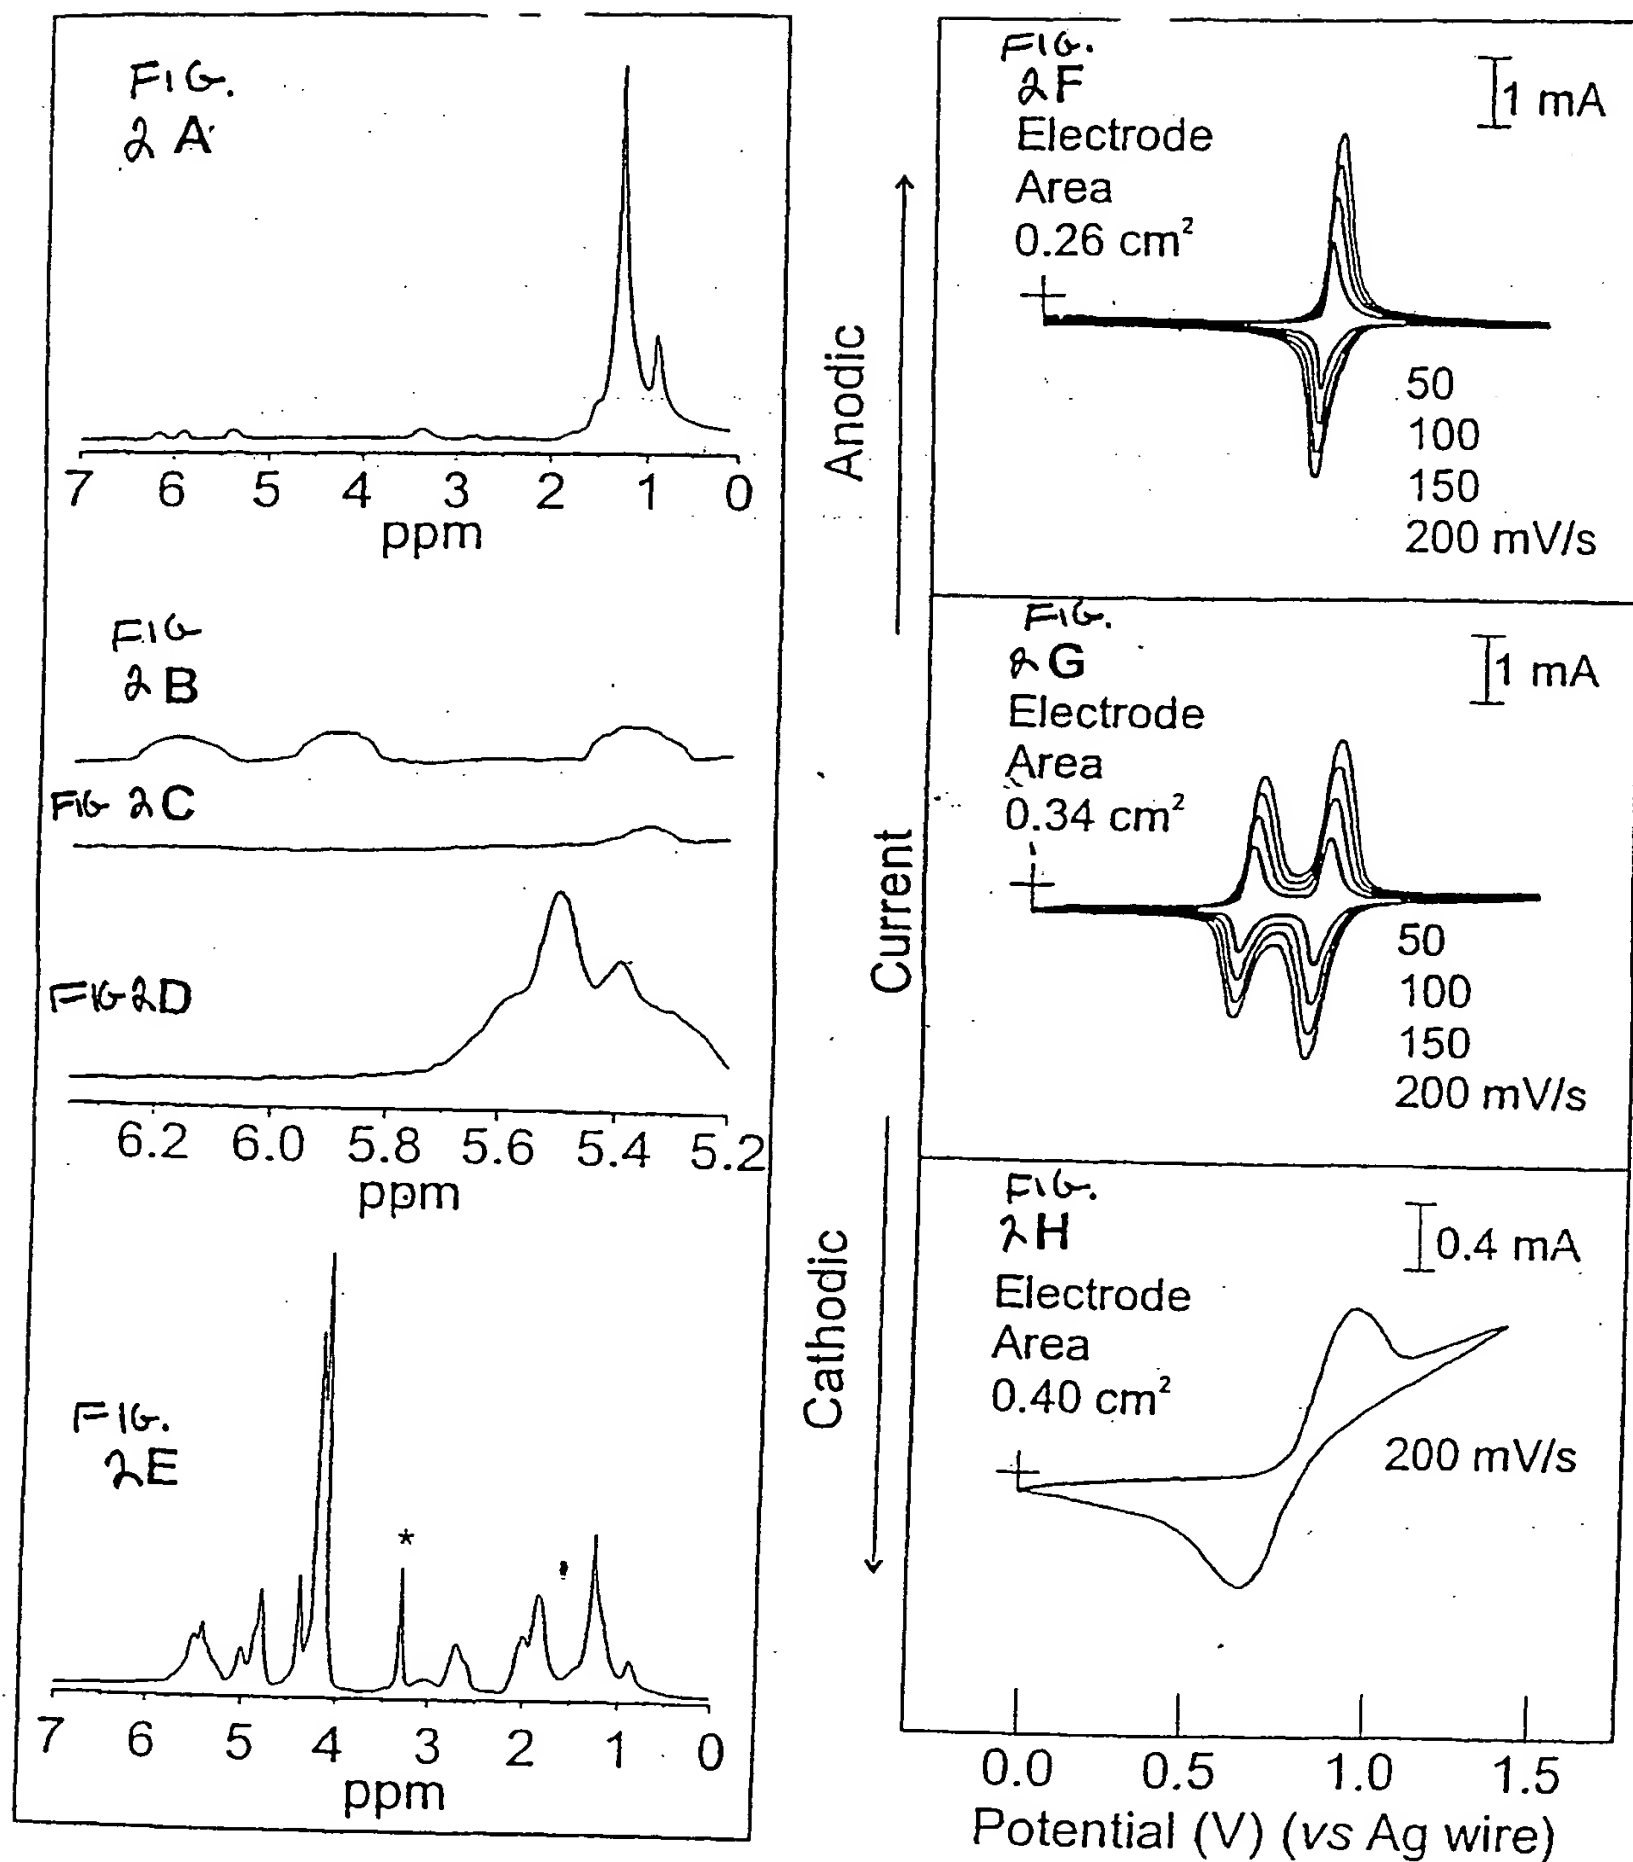 FIG.
2 A
7 6 5 4 3 2 1 0
ppm
FIG
2 B
FIG 2C
FIG 2D
6.2 6.0 5.8 5.6 5.4 5.2
ppm
FIG.
2E
*
7 6 5 4 3 2 1 0
ppm
Anodic
Current
Cathodic
FIG.
2F
1 mA
Electrode
Area
0.26 cm²
50
100
150
200 mV/s
FIG.
2G
1 mA
Electrode
Area
0.34 cm²
50
100
150
200 mV/s
FIG.
2H
0.4 mA
Electrode
Area
0.40 cm²
200 mV/s
0.0 0.5 1.0 1.5
Potential (V) (vs Ag wire)